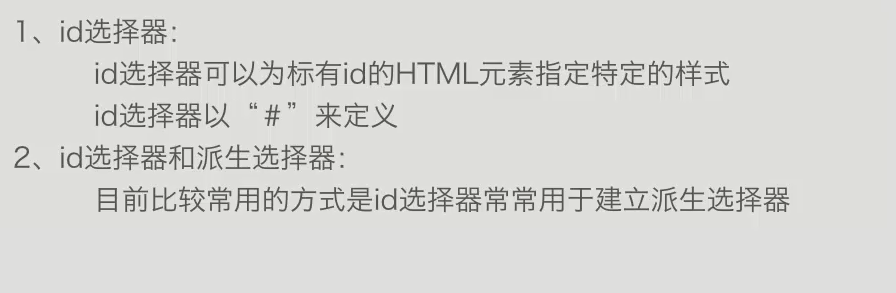 1、id选择器：
id选择器可以为标有id的HTML元素指定特定的样式
id选择器以“#”来定义
2、id选择器和派生选择器：
目前比较常用的方式是id选择器常常用于建立派生选择器